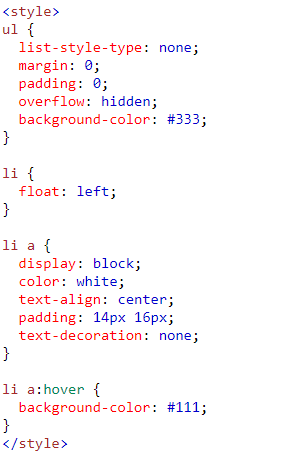 <style>
ul {
  list-style-type: none;
  margin: 0;
  padding: 0;
  overflow: hidden;
  background-color: #333;
}

li {
  float: left;
}

li a {
  display: block;
  color: white;
  text-align: center;
  padding: 14px 16px;
  text-decoration: none;
}

li a:hover {
  background-color: #111;
}
</style>